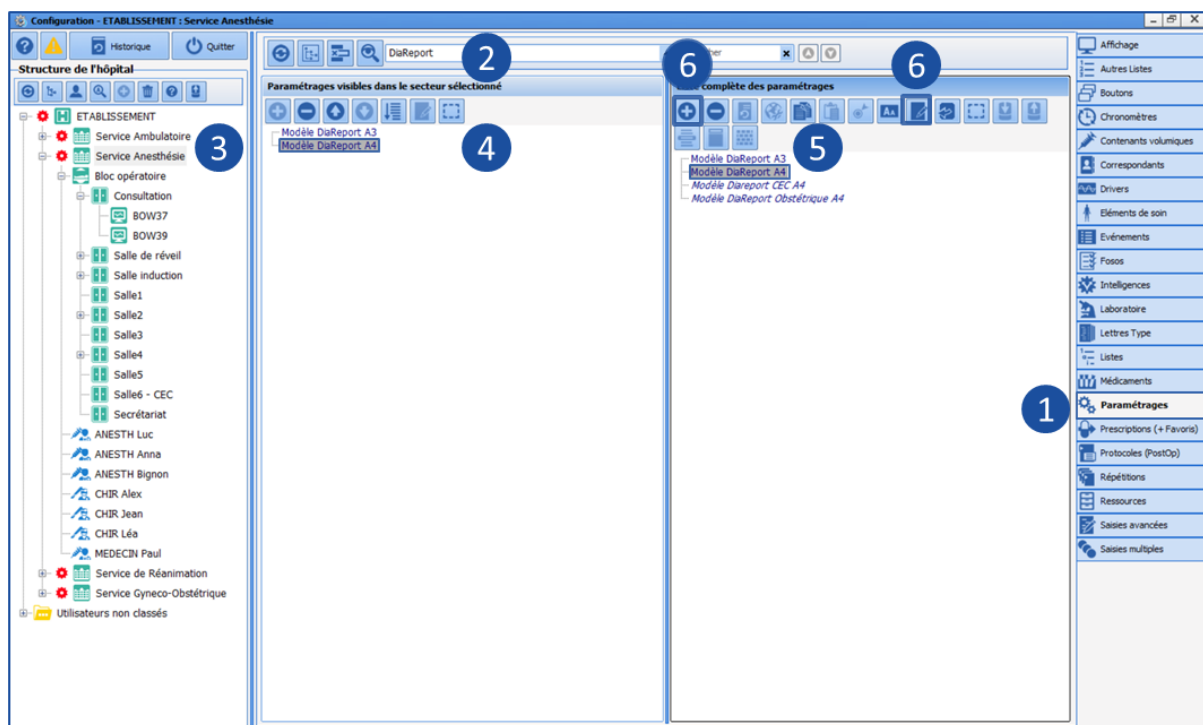 Configuration - ETABLISSEMENT : Service Anesthésie
Historique
Quitter
Structure de l'hôpital
ETABLISSEMENT
Service Ambulatoire
3
Service Anesthésie
Bloc opératoire
Consultation
BOW37
BOW39
Salle de réveil
Salle induction
Salle1
Salle2
Salle3
Salle4
Salle5
Salle6 - CEC
Secrétariat
ANESTH Luc
ANESTH Anna
ANESTH Bignon
CHIR Alex
CHIR Jean
CHIR Léa
MEDECIN Paul
Service de Réanimation
Service Gyneco-Obstétrique
Utilisateurs non classés
DiaReport
2
6
6
Paramétrages visibles dans le secteur sélectionné
Modèle DiaReport A3
Modèle DiaReport A4
4
complète des paramétrages
Aa
5
Modèle DiaReport A3
Modèle DiaReport A4
Modèle Diareport CEC A4
Modèle DiaReport Obstétrique A4
1
Affichage
Autres Listes
Boutons
Chronomètres
Contenants volumiques
Correspondants
Drivers
Eléments de soin
Evénements
Fosos
Intelligences
Laboratoire
Lettres Type
Listes
Médicaments
Paramétrages
Prescriptions (+ Favoris)
Protocoles (PostOp)
Répétitions
Ressources
Saisies avancées
Saisies multiples